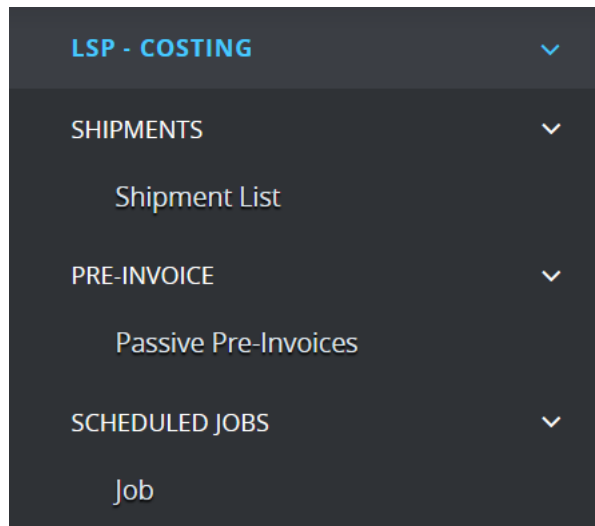 LSP - COSTING
SHIPMENTS
Shipment List
PRE-INVOICE
Passive Pre-Invoices
SCHEDULED JOBS
Job